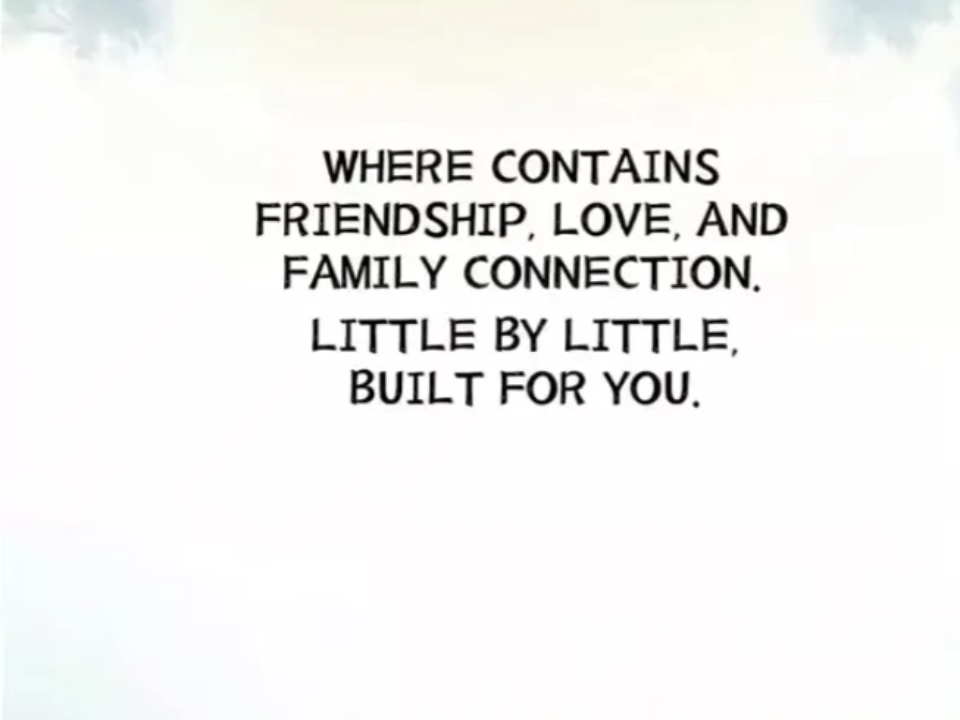 WHERE CONTAINS
FRIENDSHIP, LOVE, AND
FAMILY CONNECTION.
LITTLE BY LITTLE,
BUILT FOR YOU.